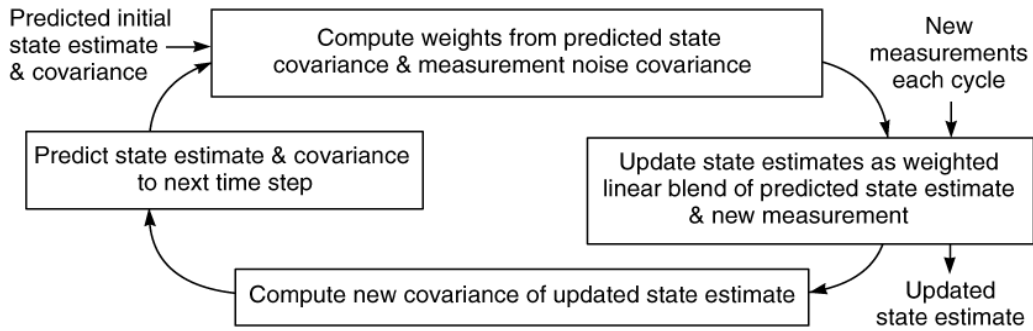 Predicted initial
state estimate
& covariance
Compute weights from predicted state
covariance & measurement noise covariance
New
measurements
each cycle
Predict state estimate & covariance
to next time step
Update state estimates as weighted
linear blend of predicted state estimate
& new measurement
Compute new covariance of updated state estimate
Updated
state estimate